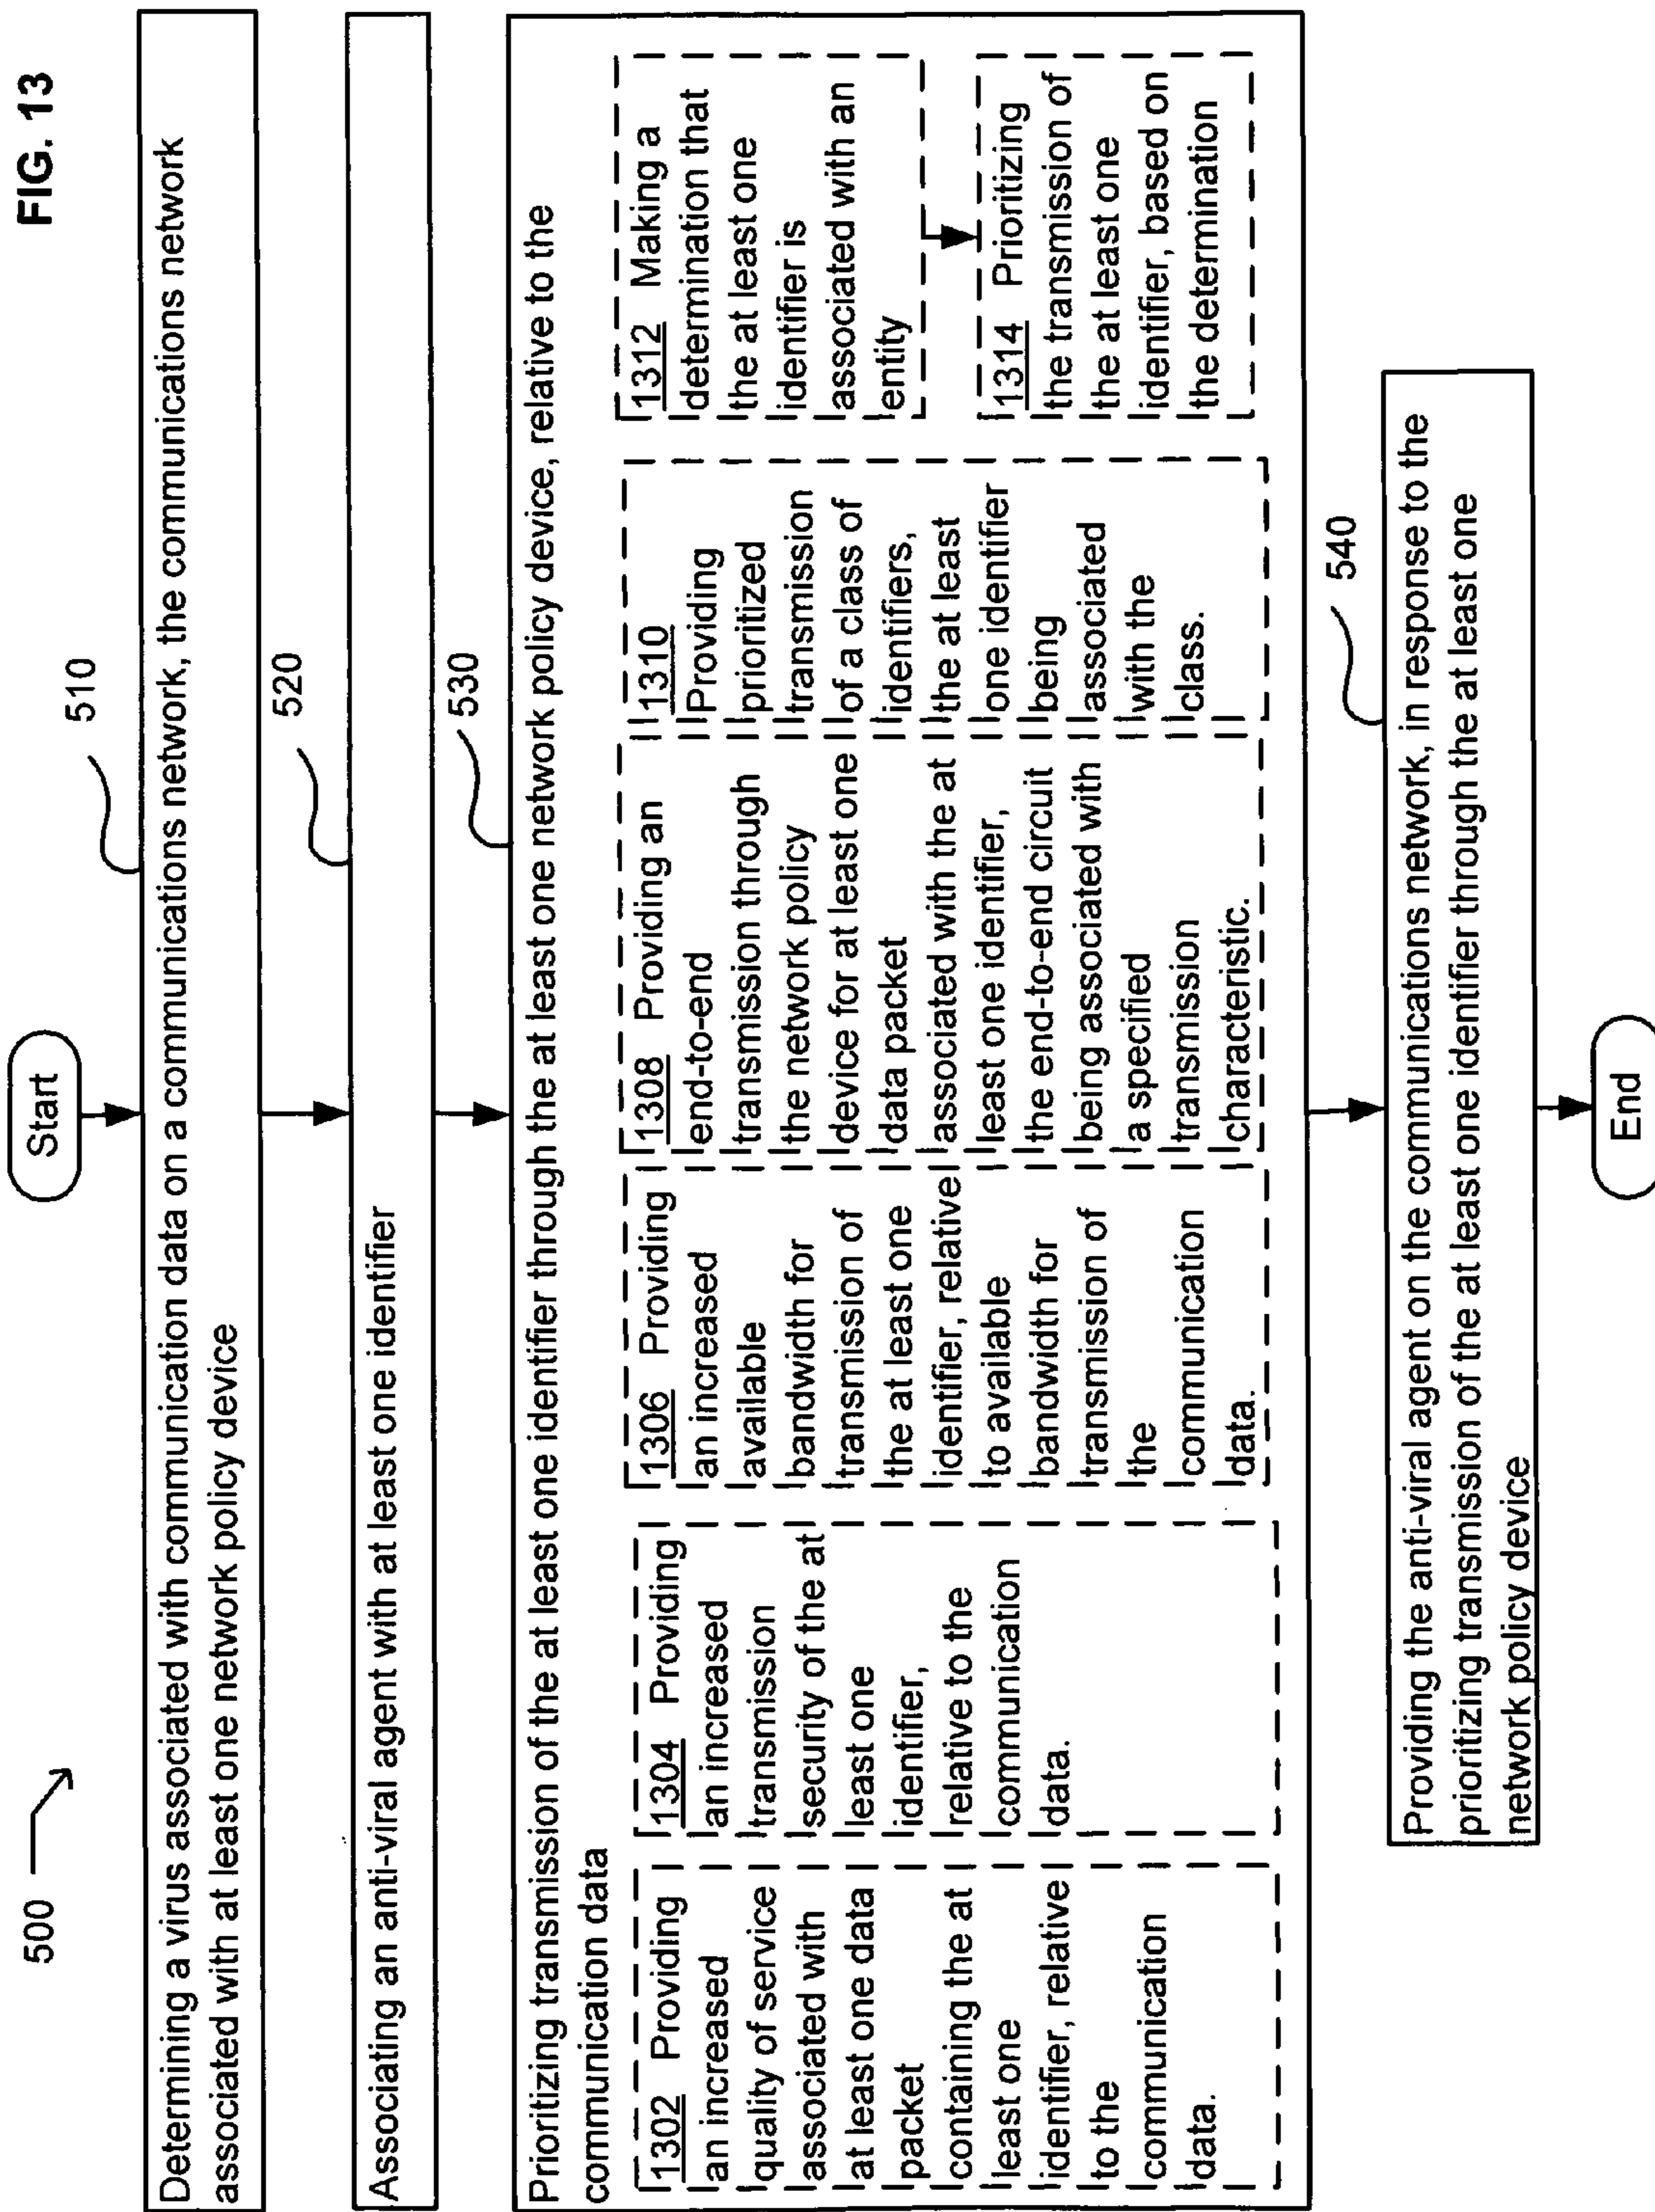 FIG. 13
500
Start
510
Determining a virus associated with communication data on a communications network, the communications network
associated with at least one network policy device
520
Associating an anti-viral agent with at least one identifier
530
Prioritizing transmission of the at least one identifier through the at least one network policy device, relative to the
communication data
1302 Providing
an increased
quality of service
associated with
at least one data
packet
containing the at
least one
identifier, relative
to the
communication
data.
1304 Providing
an increased
transmission
security of the at
least one
identifier,
relative to the
communication
data.
1306 Providing
an increased
available
bandwidth for
transmission of
the at least one
identifier, relative
to available
bandwidth for
transmission of
the
communication
data.
1308 Providing an
end-to-end
transmission through
the network policy
device for at least one
data packet
associated with the at
least one identifier,
the end-to-end circuit
being associated with
a specified
transmission
characteristic.
1310
Providing
prioritized
transmission
of a class of
identifiers,
the at least
one identifier
being
associated
with the
class.
1312 Making a
determination that
the at least one
identifier is
associated with an
entity
1314 Prioritizing
the transmission of
the at least one
identifier, based on
the determination
540
Providing the anti-viral agent on the communications network, in response to the
prioritizing transmission of the at least one identifier through the at least one
network policy device
End